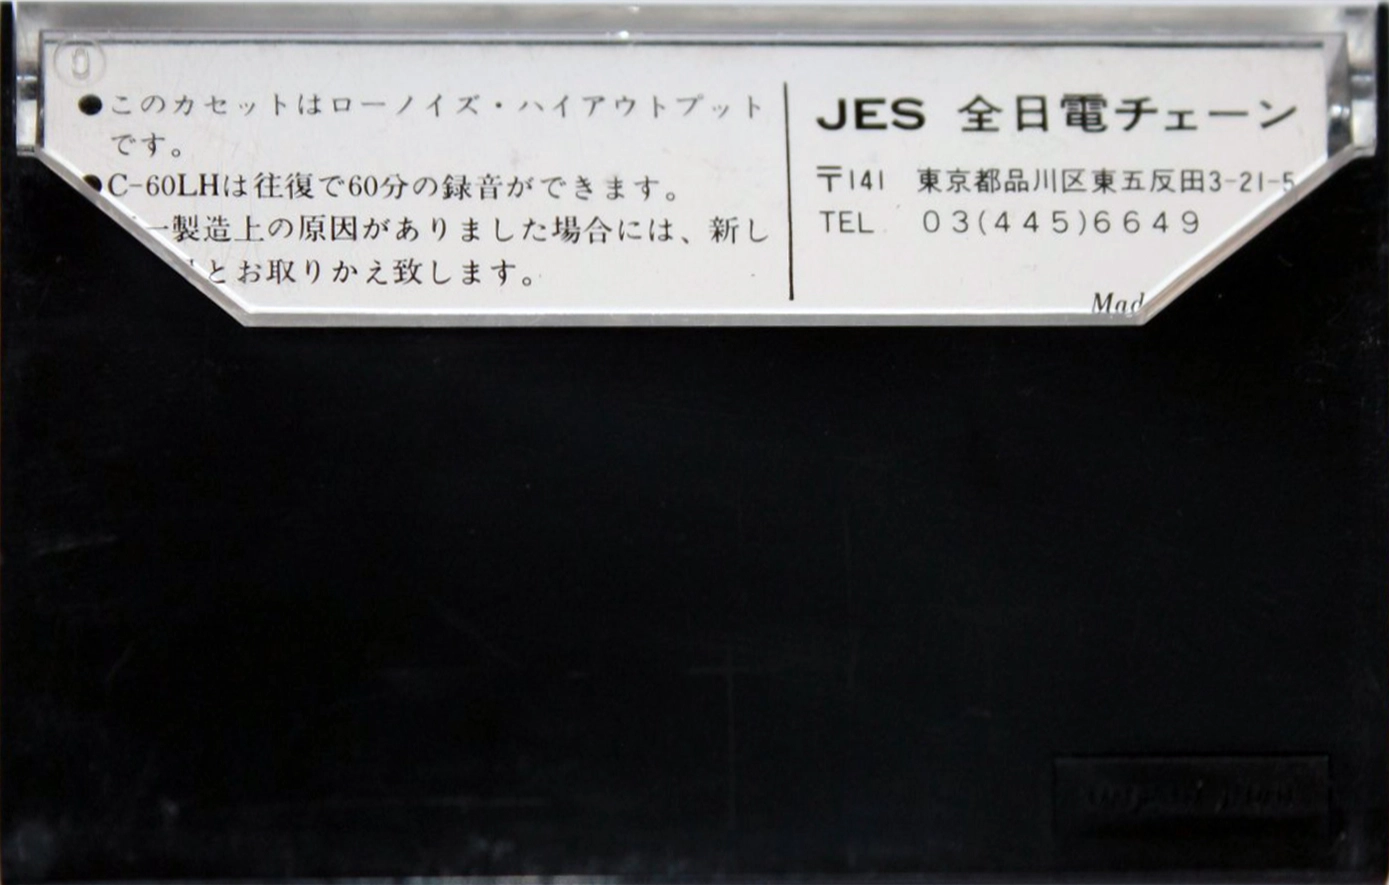 ●このカセットはローノイズ・ハイアウトプット
です。
●C-60LHは往復で60分の録音ができます。
一製造上の原因がありました場合には、新し
とお取りかえ致します。
JES 全日電チェーン
〒141 東京都品川区東五反田3-21-5
TEL 03(445)6649
Mad